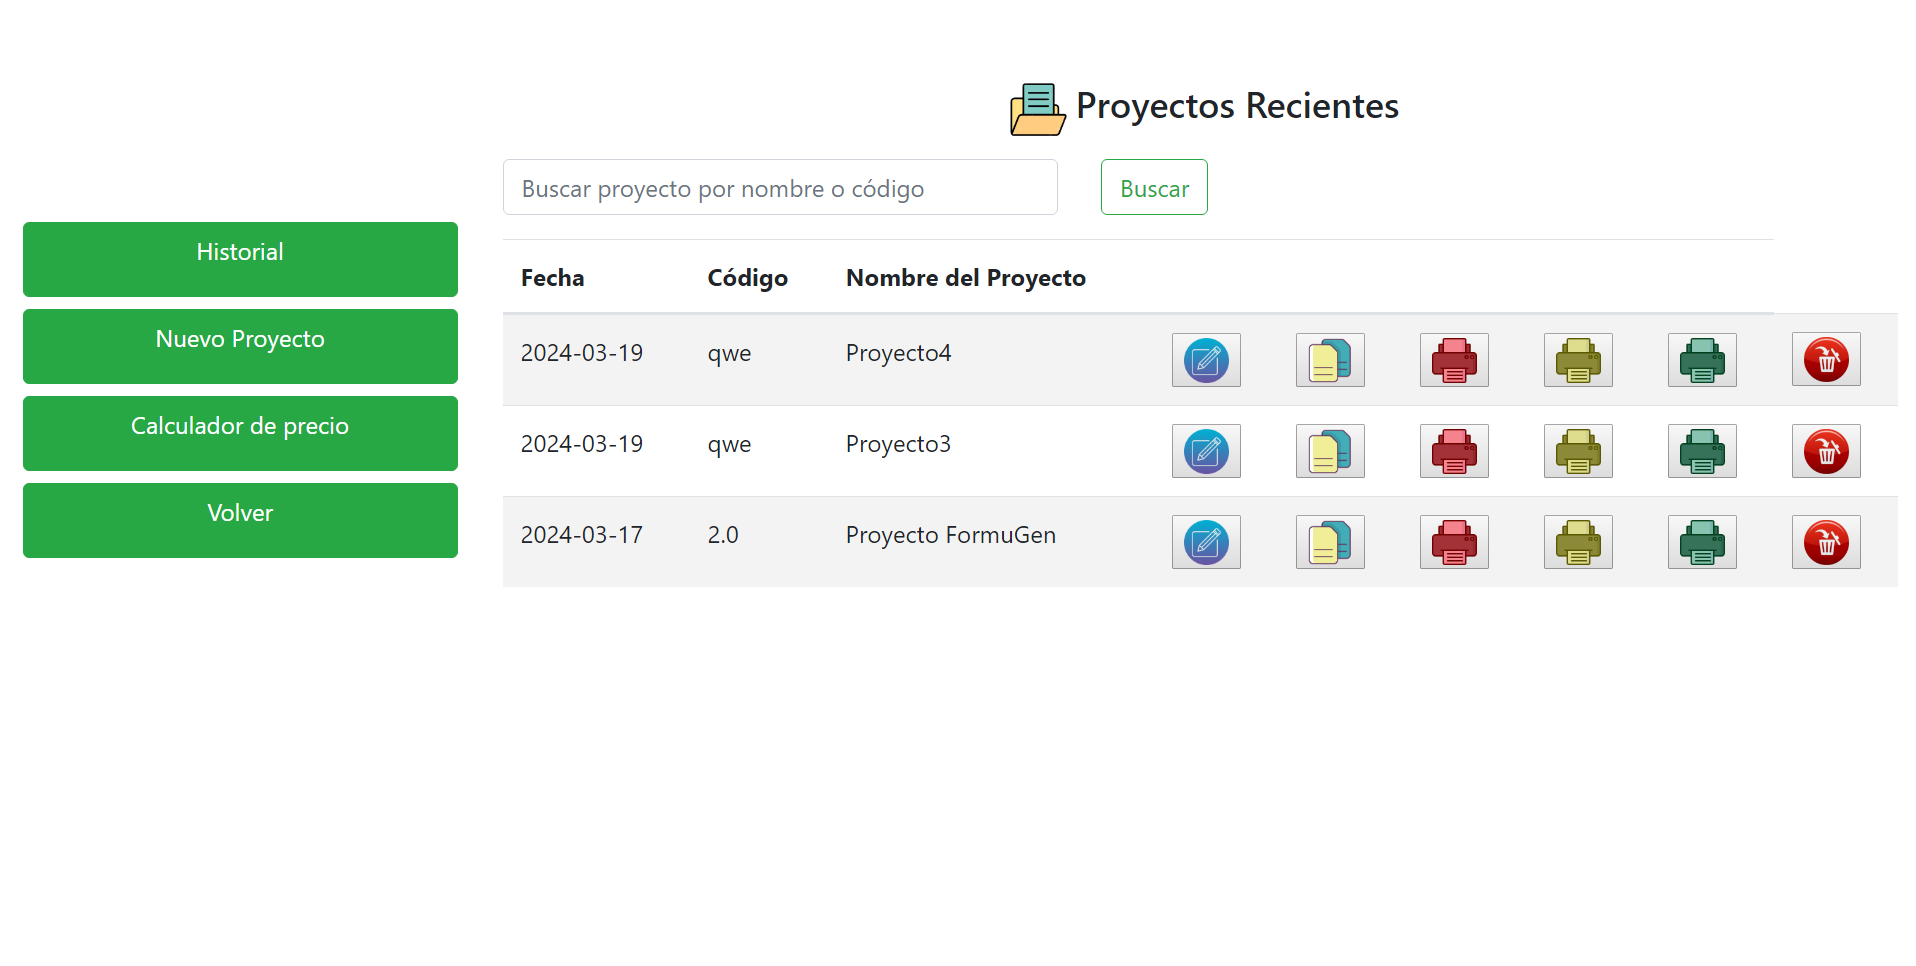 Proyectos Recientes
Buscar proyecto por nombre o código
Buscar
Historial
Nuevo Proyecto
Calculador de precio
Volver
Fecha Código Nombre del Proyecto
2024-03-19 qwe Proyecto4
2024-03-19 qwe Proyecto3
2024-03-17 2.0 Proyecto FormuGen